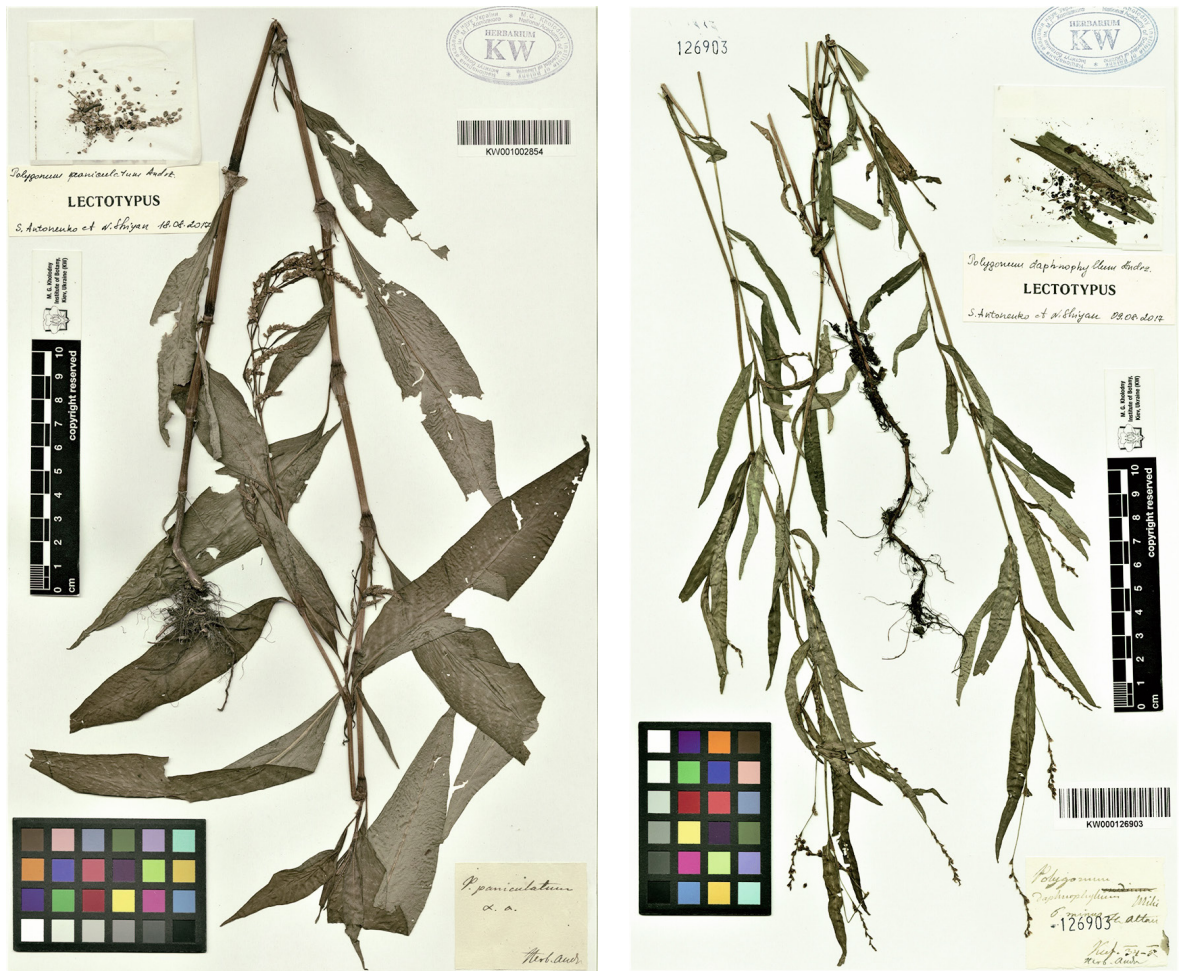 HERBARIUM
KW
KW001002854
Polygonum paniculatum Andrz.
LECTOTYPUS
S. Antonenko et N. Shiyan 18.08.2017
M. G. Kholodny
Institute of Botany,
Kiev, Ukraine (KW)
copyright reserved
0 1 2 3 4 5 6 7 8 9 10
cm
P. paniculatum
α. a.
Herb. Andr.
126903
HERBARIUM
KW
Polygonum daphnophyllum Andrz.
LECTOTYPUS
S. Antonenko et N. Shiyan 09.08.2017
M. G. Kholodny
Institute of Botany,
Kiev, Ukraine (KW)
copyright reserved
0 1 2 3 4 5 6 7 8 9 10
cm
KW000126903
Polygonum
Daphnophyllum mihi
minus
126903
Herb. Andr.